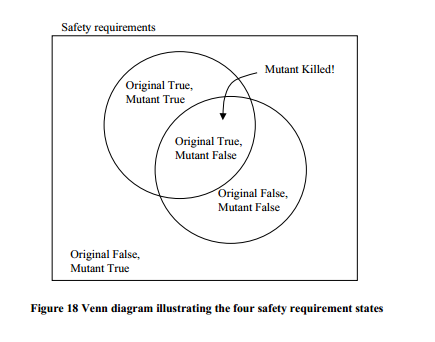 Safety requirements
Mutant Killed!
Original True,
Mutant True
Original True,
Mutant False
Original False,
Mutant False
Original False,
Mutant True
Figure 18 Venn diagram illustrating the four safety requirement states